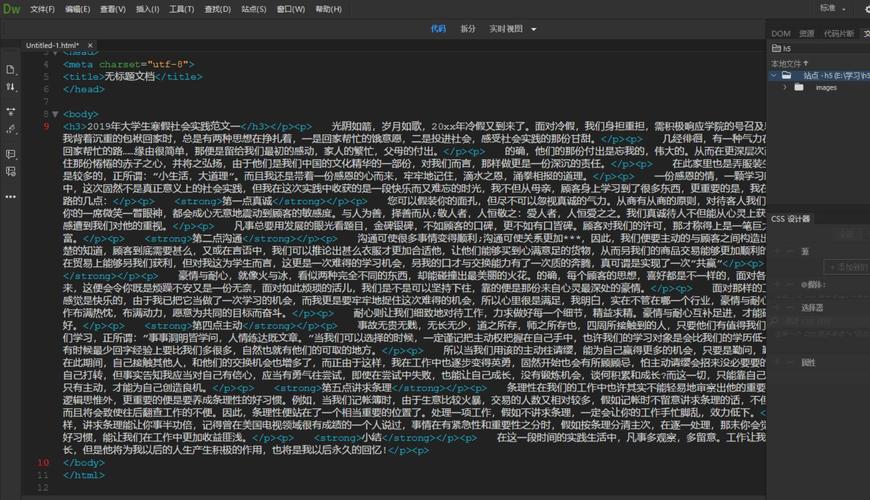 Dw 文件(F) 编辑(E) 查看(V) 插入(I) 工具(T) 查找(D) 站点(S) 窗口(W) 帮助(H) 标准
代码 拆分 实时视图
Untitled-1.html* ×
DOM 资源 代码片断
h5
本地文件
站点 - h5 (E:\学习\h5
images
CSS 设计器
源
@媒体:
选择器
属性
3 <head>
4 <meta charset="utf-8">
5 <title>无标题文档</title>
6 </head>
7
8 <body>
9 <h3>2019年大学生寒假社会实践范文一</h3></p><p> 光阴如箭，岁月如歌，20xx年冷假又到来了。面对冷假，我们身担重担，需积极响应学院的号召及
我背着沉重的包袱回家时，总是有两种思想在挣扎着，一是回家帮忙的饿意跟，二是投进社会，感受社会实践的那份甘甜。</p><p> 几经徘徊，有一种气力
回家帮忙的路……缘由很简单，那便是留给我们最初的感动，家人的繁忙，父母的付出。</p><p> 的确，他们的那份付出是忘我的，伟大的。从而在更深层次
住那份惓惓的赤子之心，并将之弘扬，由于他们是我们中国的文化精华的一部份，对我们而言，那样做更是一份深沉的责任。</p><p> 在此家里也是弄服装生
是较多的，正所谓：“小生活，大道理”。而且我还是带着一份感恩的心而来，牢牢地记住，滴水之恩，涌拳相报的道理。</p><p> 一份感恩的情，一颗学习
中，这次固然不是真正意义上的社会实践，但我在这次实践中收获的是一段快乐而又难忘的时光，我不但从母亲，顾客身上学习到了很多东西，更重要的是，我在
路的几点：</p><p> <strong>第一点真诚</strong></p><p> 您可以假装你的面孔，但尽不可以忽视真诚的气力。从商有从商的原则，对待客人我们
你的一席微笑一瞥眼神，都会成心无意地震动到顾客的敏感度。与人为善，择善而从;敬人者，人恒敬之：爱人者，人恒爱之之。我们真诚待人不但能从心灵上获
感遭到我们对他的重视。</p><p> 凡事总要用发展的眼光看题目，金碑银碑，不如顾客的口碑，更不如有口皆碑。顾客对我们的许可，那才称得上是一笔巨大
富。</p><p> <strong>第二点沟通</strong></p><p> 沟通可使很多事情变得顺利;沟通可使关系更加***，因此，我们便要主动的与顾客之间构造出
楚的知道，顾客到底需要甚么，又或在言语中，我们可以推论出甚么衣服才更加合适他，让他们能够买到心满意足的货物，从而另我们的商品交易能够更加顺利的
在贸易上能够另我们获利，但对我这为学生而言，这更是一次难得的学习机会，另我的口才与交换能力有了一次质的奔腾，真可谓是实现了一次“共赢”</p><p>
</strong></p><p> 豪情与耐心，就像火与冰，看似两种完全不同的东西，却能碰撞出最美丽的火花。的确，每个顾客的思想，喜好都是不一样的，面对各
来，这便会令你既是烦躁不安又是一份无奈，面对如此烦琐的活儿，我们是不是可以坚持下往，靠的便是那份来自心灵最深处的豪情。</p><p> 面对那样的工
感觉是快乐的，由于我已把它当做了一次学习的机会，而我更是要牢牢地捉住这次难得的机会，所以心里很是满足，我明白，实在不管在哪一个行业，豪情与耐心
作布满热忱，布满动力，愿意为共同的目标而奋斗。</p><p> 耐心则让我们细致地对待工作，力求做好每一个细节，精益求精。豪情与耐心互补足进，才能碰
好。</p><p> <strong>第四点主动</strong></p><p> 事故无贵无贱，无长无少，道之所存，师之所存也，四周所接触到的人，只要他们有值得我们
们学习，正所谓：“事事洞明皆学问，人情练达既文章。”当我们可以选择的时候，一定谨记把主动权把握在自己手中，也许我们的学习对象是会比我们的学历低
有时候最少回字经验上要比我们多很多，自然也就有他们的可取的地方。</p><p> 所以当我们用该的主动往请缨，能为自己赢得更多的机会，只要是勤问，
在此期间，自己接触其他人，和他们的交换机会也增多了，而正由于这样，我在工作中也逐步变得英勇，固然开始也会有所顾顾忌，怕主动请缨会招来没必要要的
自己打转，但事实告知我应当对自己有信心，应当有勇气往尝试，即使在尝试中失败，也能让自己成长，没有锻炼机会，谈何积累和成长?而这一切，只能靠自己
只有主动，才能为自己创造良机。</p><p> <strong>第五点讲求条理</strong></p><p> 条理性在我们的工作中也许其实不能轻易地审察出他的重要
逻辑思惟外，更重要的便是要养成条理性的好习惯。例如，当我们记帐簿时，由于生意比较火暴，交易的人数又相对较多，假如记帐时不留意讲求条理的话，不但
而且将会致使往后翻查工作的不便。因此，条理性便站在了一个相当重要的位置了。处理一项工作，假如不讲求条理，一定会让你的工作手忙脚乱，效力低下。
样，讲求条理能让你事半功倍，记得曾在美国电视领域很有成绩的一个人说过，事情在有紧急性和重要性之分时，假如按条理分清主次，在逐一处理，那末你会觉
好习惯，能让我们在工作中更加收益匪浅。</p><p> <strong>小结</strong></p><p> 在这一段时间的实践生活中，凡事多观察，多留意。工作让我
长，但是他将为我以后的人生产生积极的作用，也将是我以后永久的回忆!</p><p>
10 </body>
11 </html>
12